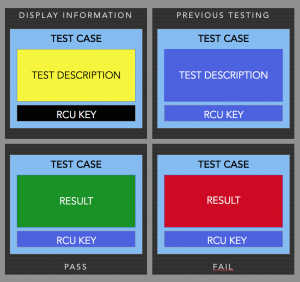 DISPLAY INFORMATION
TEST CASE
TEST DESCRIPTION
RCU KEY
PREVIOUS TESTING
TEST CASE
TEST DESCRIPTION
RCU KEY
TEST CASE
RESULT
RCU KEY
PASS
TEST CASE
RESULT
RCU KEY
FAIL